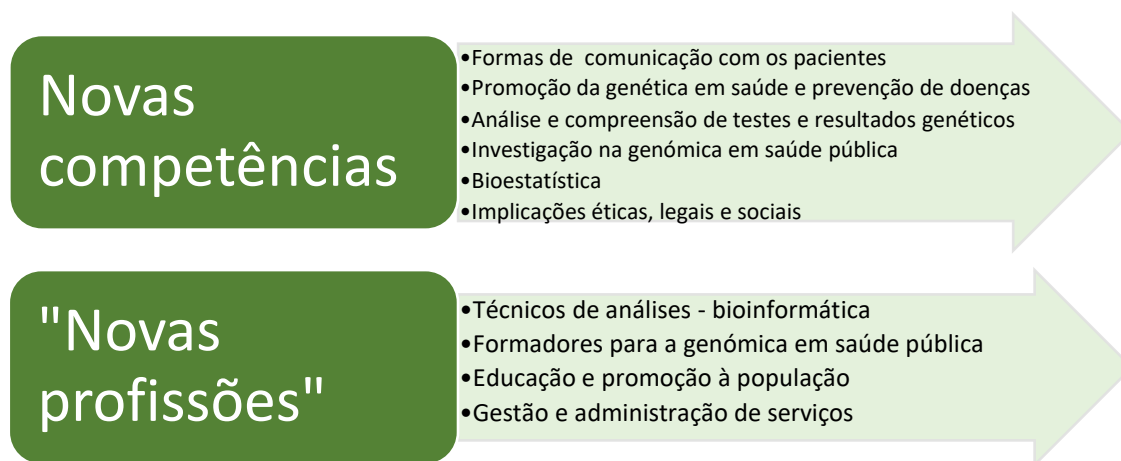 Novas
competências
•Formas de  comunicação com os pacientes
•Promoção da genética em saúde e prevenção de doenças
•Análise e compreensão de testes e resultados genéticos
•Investigação na genómica em saúde pública
•Bioestatística
•Implicações éticas, legais e sociais
"Novas
profissões"
•Técnicos de análises - bioinformática
•Formadores para a genómica em saúde pública
•Educação e promoção à população
•Gestão e administração de serviços